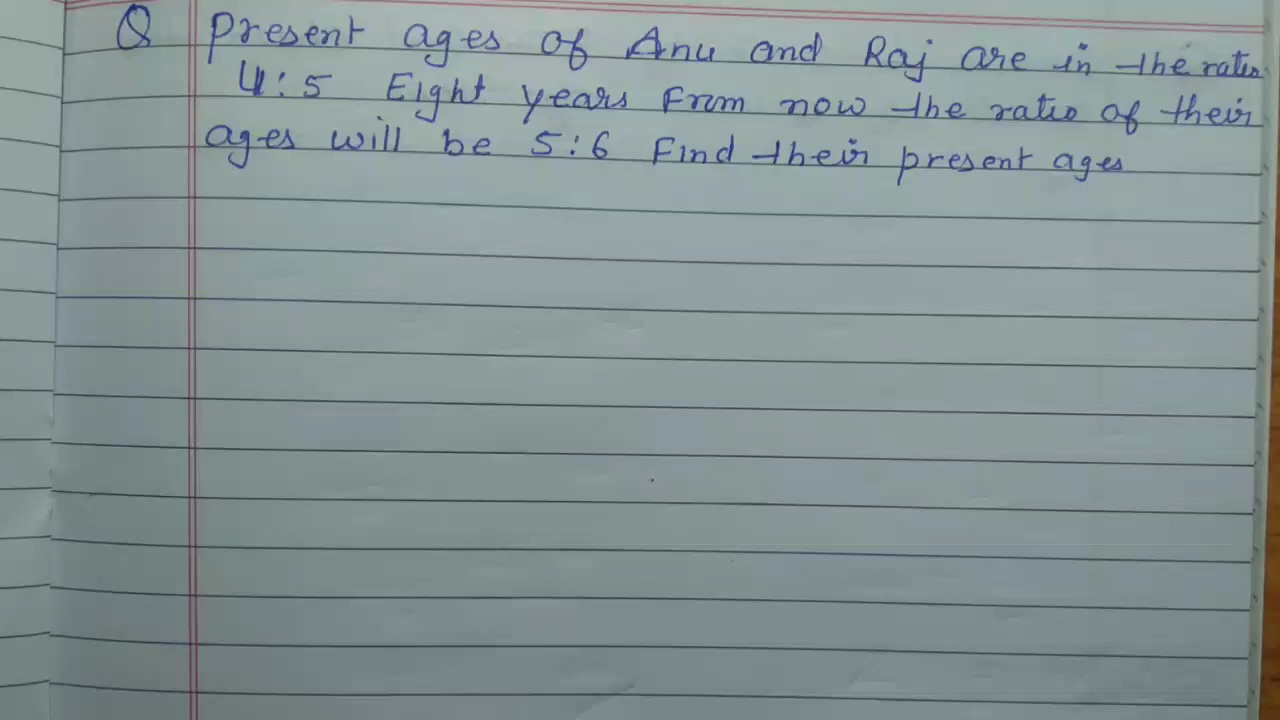 Q Present ages of Anu and Raj are in the ratio
4:5 Eight years From now the ratio of their
ages will be 5:6 Find their present ages